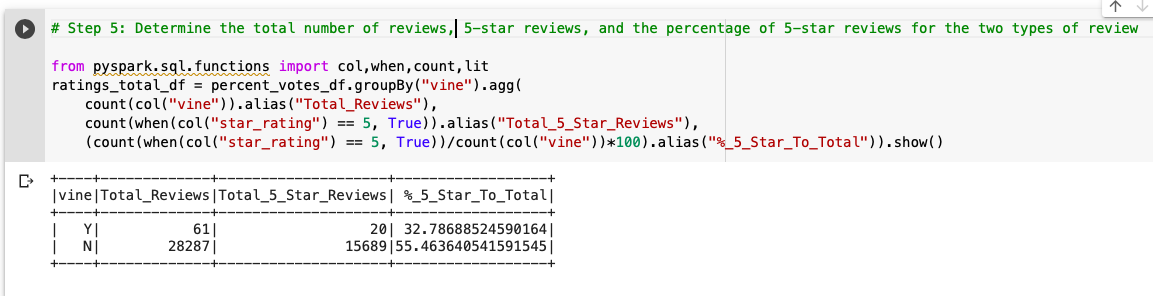 # Step 5: Determine the total number of reviews, 5-star reviews, and the percentage of 5-star reviews for the two types of review
from pyspark.sql.functions import col,when,count,lit
ratings_total_df = percent_votes_df.groupBy("vine").agg(
    count(col("vine")).alias("Total_Reviews"),
    count(when(col("star_rating") == 5, True)).alias("Total_5_Star_Reviews"),
    (count(when(col("star_rating") == 5, True))/count(col("vine"))*100).alias("%_5_Star_To_Total")).show()
+----+-------------+--------------------+------------------+
|vine|Total_Reviews|Total_5_Star_Reviews| %_5_Star_To_Total|
+----+-------------+--------------------+------------------+
|   Y|           61|                  20| 32.78688524590164|
|   N|        28287|               15689|55.463640541591545|
+----+-------------+--------------------+------------------+